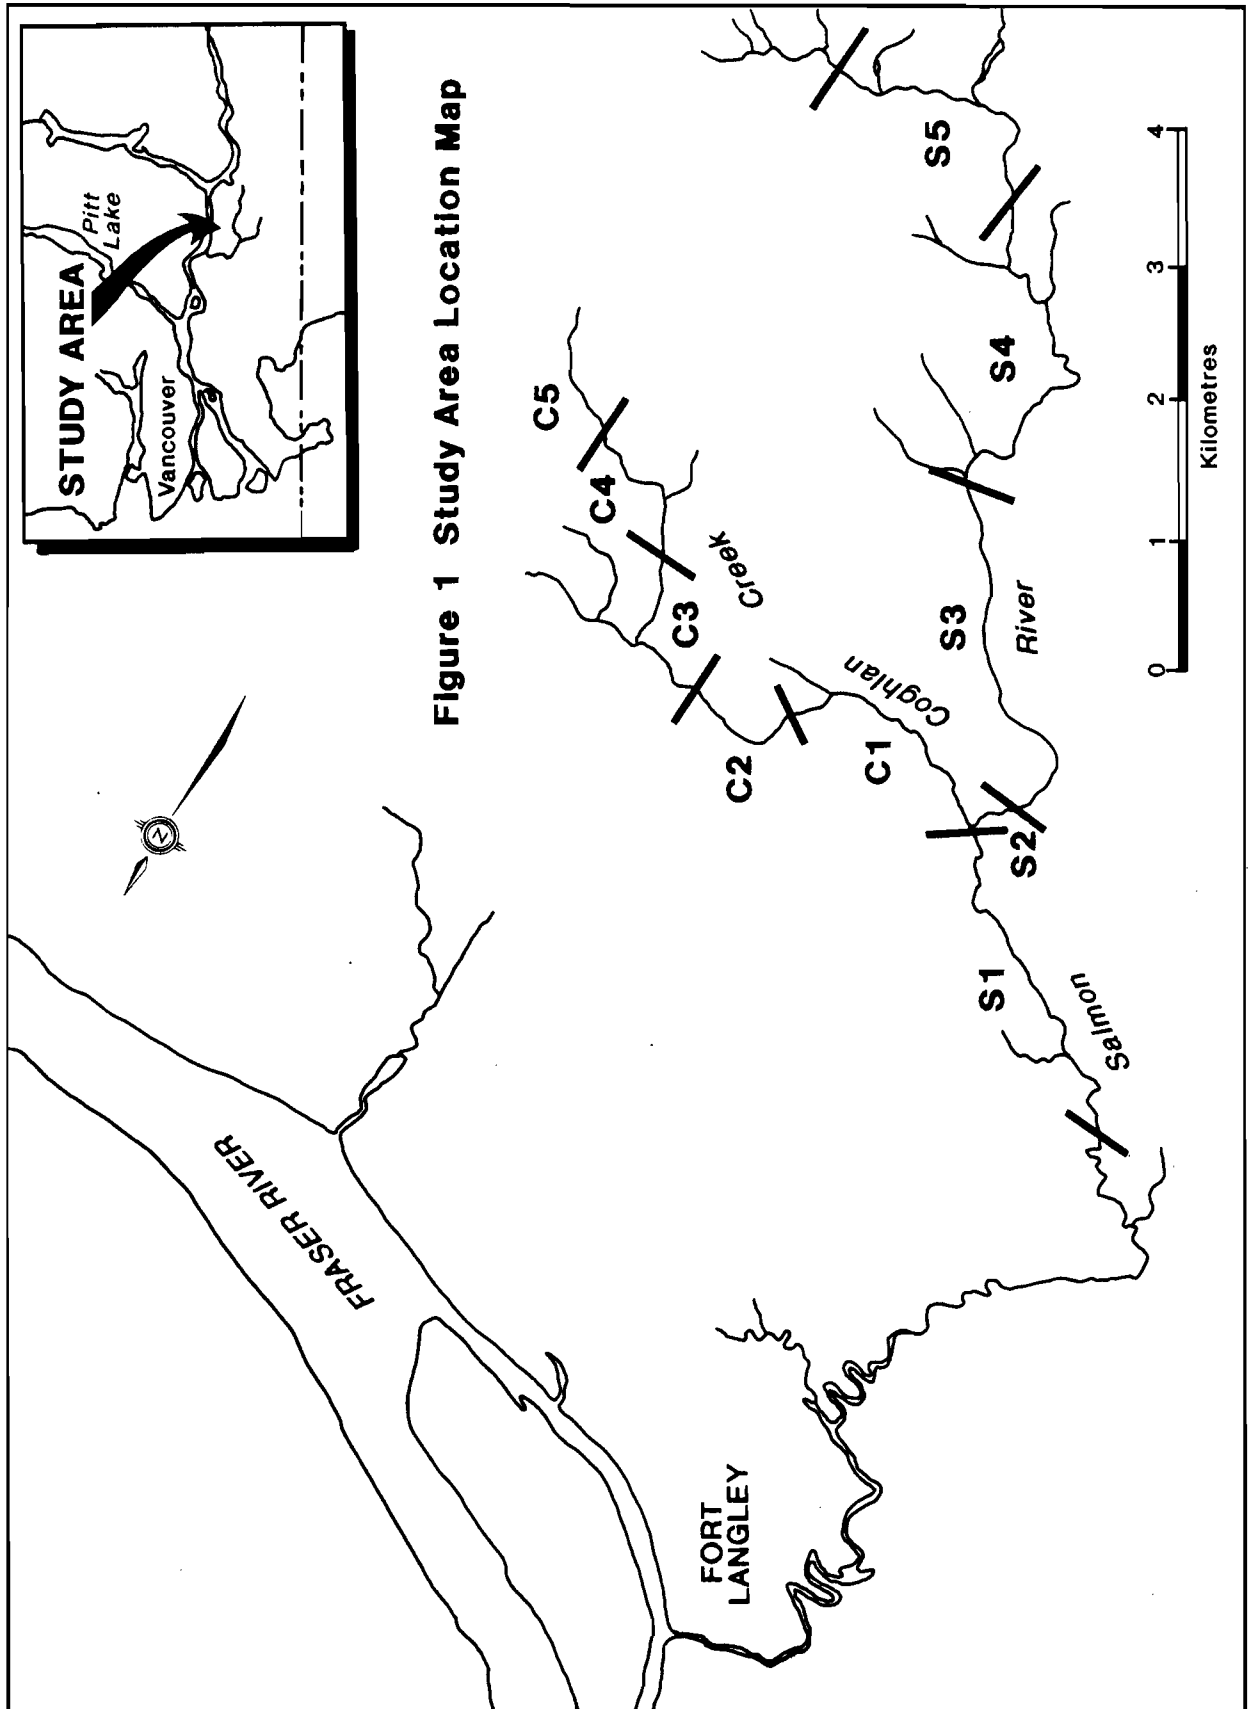 STUDY AREA
Pitt
Lake
Vancouver
Figure 1 Study Area Location Map
N
FRASER RIVER
FORT
LANGLEY
C5
C4
C3
Creek
C2
Coghlan
C1
S5
S4
S3
River
S2
S1
Salmon
0 1 2 3 4
Kilometres